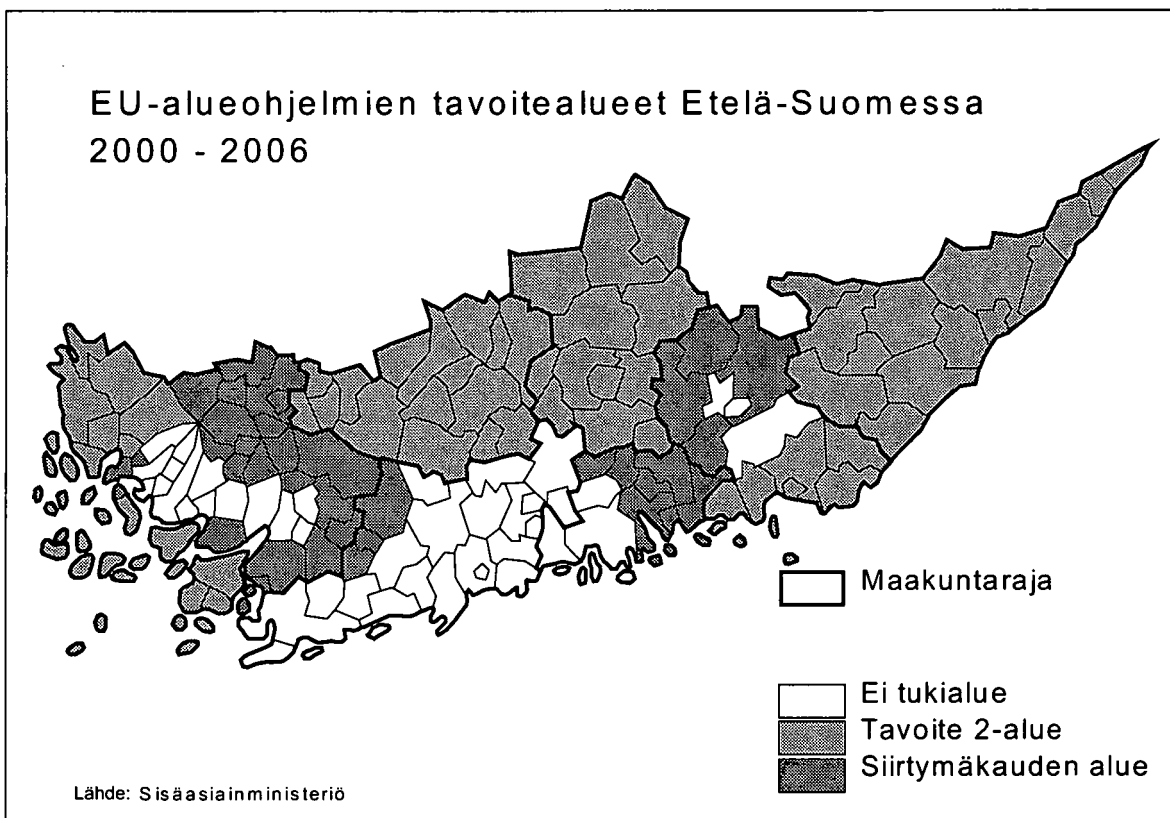 EU-alueohjelmien tavoitealueet Etelä-Suomessa
2000 - 2006
Maakuntaraja
Ei tukialue
Tavoite 2-alue
Siirtymäkauden alue
Lähde: Sisäasiainministeriö